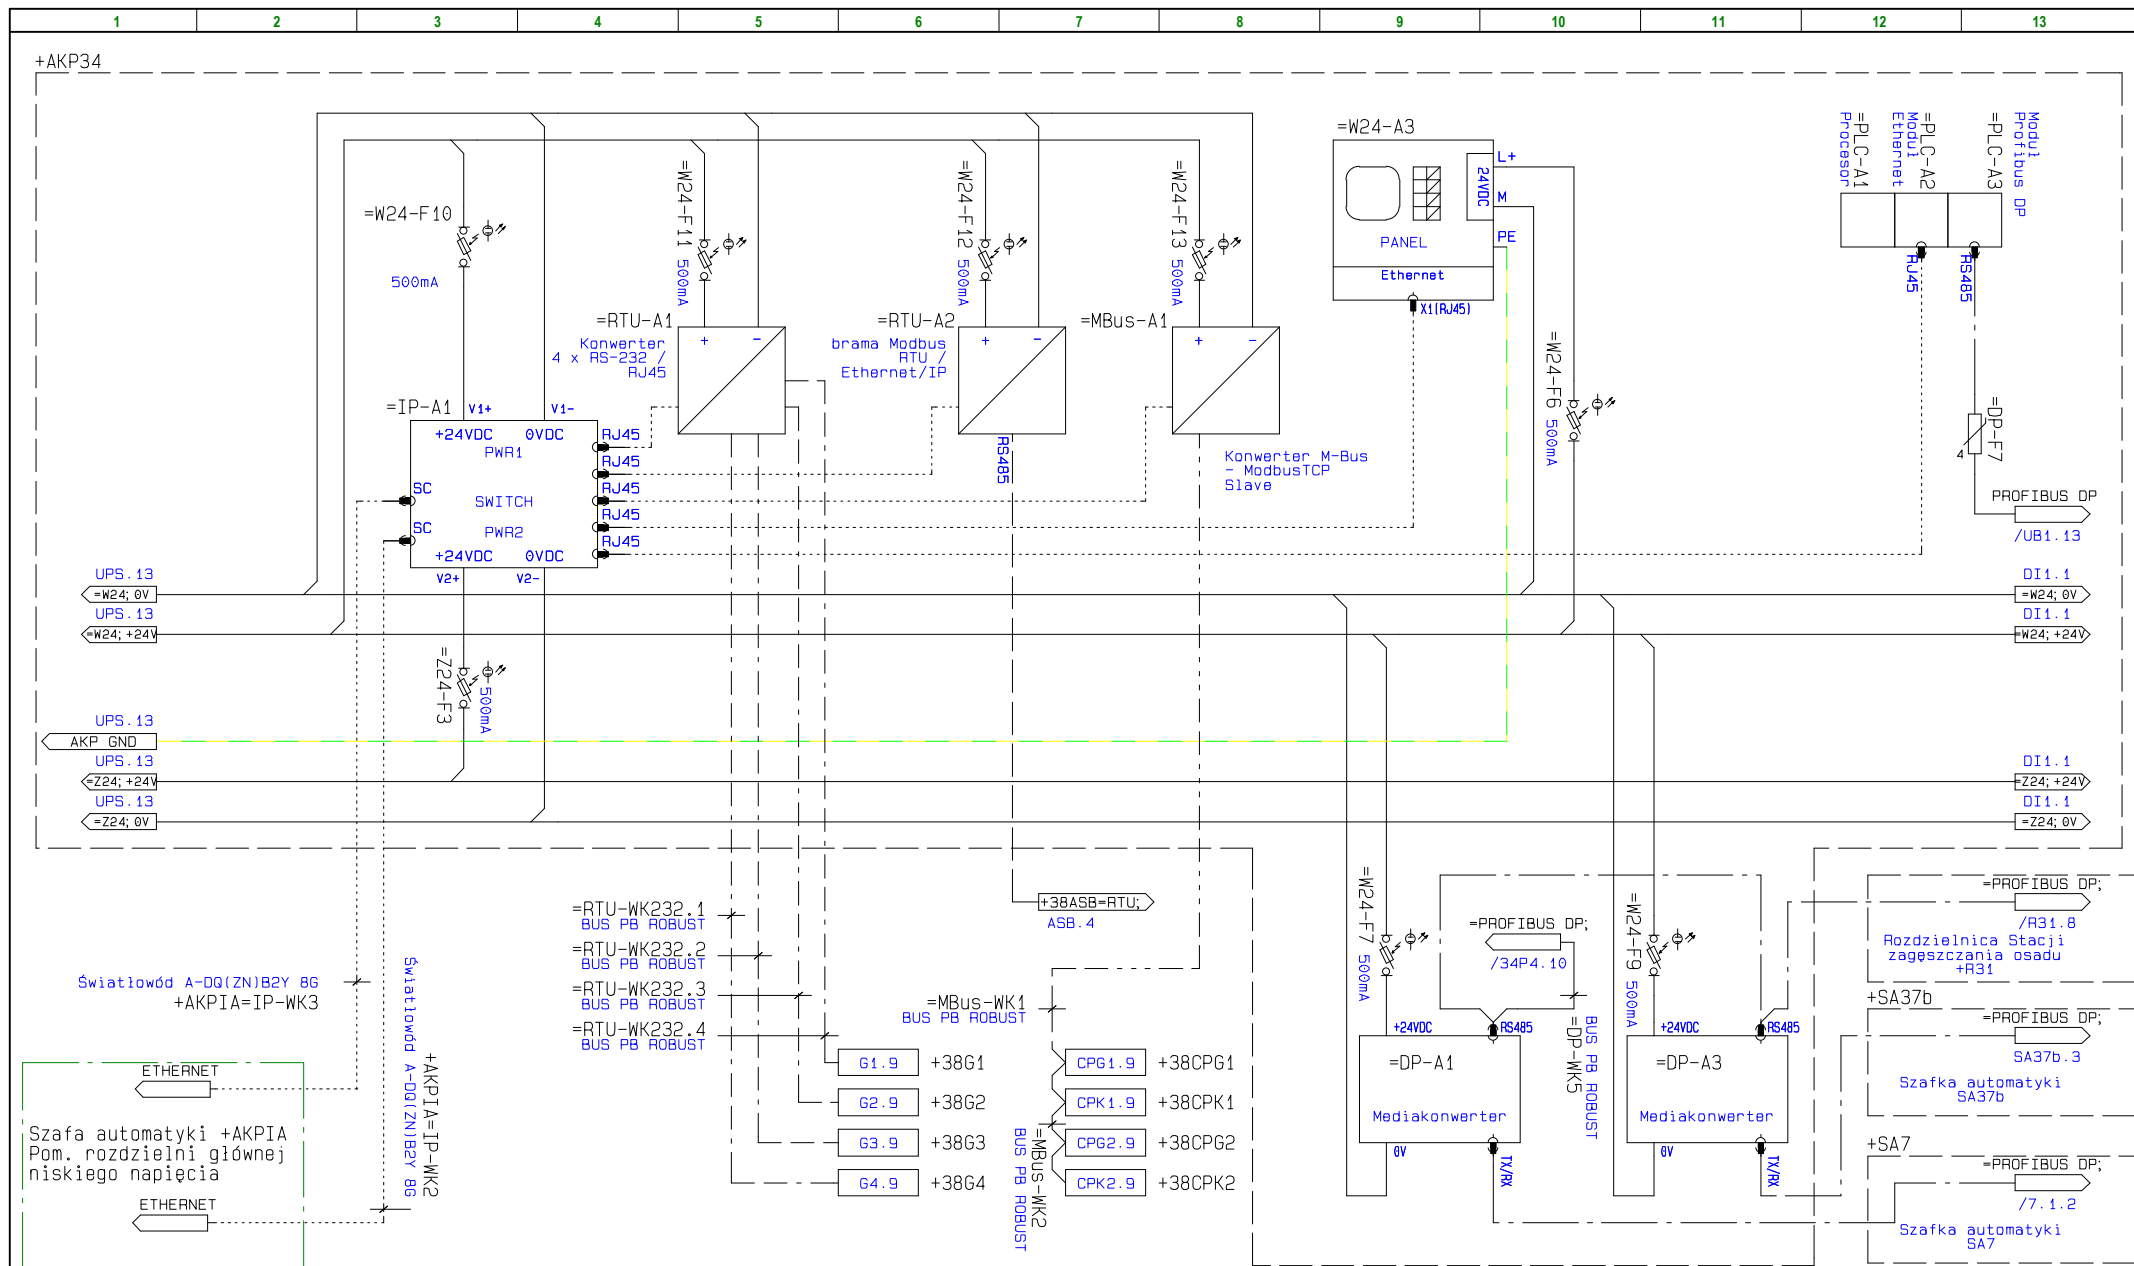 1 2 3 4 5 6 7 8 9 10 11 12 13
+AKP34
=W24-F10
500mA
=W24-F11
500mA
=W24-F12
500mA
=W24-F13
500mA
=W24-A3
24VDC
L+
M
PE
PANEL
Ethernet
X1(RJ45)
=PLC-A1
Procesor
=PLC-A2
Moduł
Ethernet
=PLC-A3
Moduł
Profibus DP
RJ45
RS485
=RTU-A1
Konwerter
4 x RS-232 /
RJ45
+ -
=RTU-A2
brama Modbus
RTU /
Ethernet/IP
+ -
RS485
=MBus-A1
+ -
Konwerter M-Bus
- ModbusTCP
Slave
=W24-F6
500mA
=DP-F7
4
PROFIBUS DP
/UB1.13
=IP-A1
V1+ V1-
+24VDC 0VDC
PWR1
SC
SWITCH
SC
PWR2
+24VDC 0VDC
V2+ V2-
RJ45
RJ45
RJ45
RJ45
RJ45
UPS.13
=W24; 0V
UPS.13
=W24; +24V
DI1.1
=W24; 0V
DI1.1
=W24; +24V
=Z24-F3
500mA
UPS.13
AKP GND
UPS.13
=Z24; +24V
UPS.13
=Z24; 0V
DI1.1
=Z24; +24V
DI1.1
=Z24; 0V
=RTU-WK232.1
BUS PB ROBUST
=RTU-WK232.2
BUS PB ROBUST
=RTU-WK232.3
BUS PB ROBUST
=RTU-WK232.4
BUS PB ROBUST
+38ASB=RTU;
ASB.4
=MBus-WK1
BUS PB ROBUST
=MBus-WK2
BUS PB ROBUST
G1.9 +38G1
G2.9 +38G2
G3.9 +38G3
G4.9 +38G4
CPG1.9 +38CPG1
CPK1.9 +38CPK1
CPG2.9 +38CPG2
CPK2.9 +38CPK2
Światłowód A-DQ(ZN)B2Y 8G
+AKPIA=IP-WK3
Światłowód A-DQ(ZN)B2Y 8G
+AKPIA=IP-WK2
ETHERNET
Szafa automatyki +AKPIA
Pom. rozdzielni głównej
niskiego napięcia
ETHERNET
=W24-F7
500mA
=PROFIBUS DP;
/34P4.10
=DP-WK5
BUS PB ROBUST
=W24-F9
500mA
+24VDC
RS485
=DP-A1
Mediakonwerter
0V
TX/RX
+24VDC
RS485
=DP-A3
Mediakonwerter
0V
TX/RX
=PROFIBUS DP;
/R31.8
Rozdzielnica Stacji
zagęszczania osadu
+R31
+SA37b
=PROFIBUS DP;
SA37b.3
Szafka automatyki
SA37b
+SA7
=PROFIBUS DP;
/7.1.2
Szafka automatyki
SA7